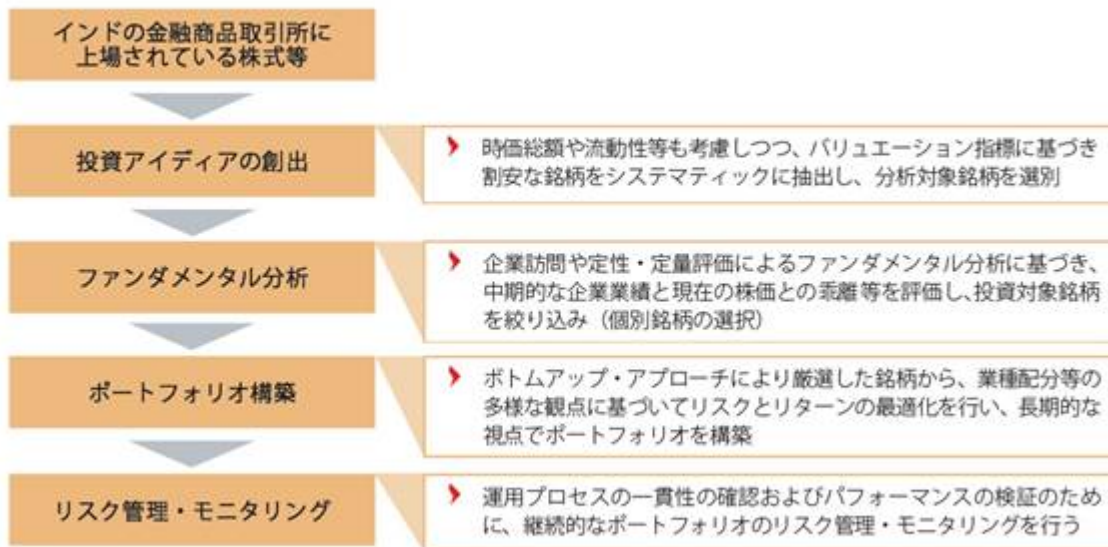 インドの金融商品取引所に
上場されている株式等
投資アイディアの創出
時価総額や流動性等も考慮しつつ、バリュエーション指標に基づき
割安な銘柄をシステマティックに抽出し、分析対象銘柄を選別
ファンダメンタル分析
企業訪問や定性・定量評価によるファンダメンタル分析に基づき、
中期的な企業業績と現在の株価との乖離等を評価し、投資対象銘柄
を絞り込み（個別銘柄の選択）
ポートフォリオ構築
ボトムアップ・アプローチにより厳選した銘柄から、業種配分等の
多様な観点に基づいてリスクとリターンの最適化を行い、長期的な
視点でポートフォリオを構築
リスク管理・モニタリング
運用プロセスの一貫性の確認およびパフォーマンスの検証のため
に、継続的なポートフォリオのリスク管理・モニタリングを行う